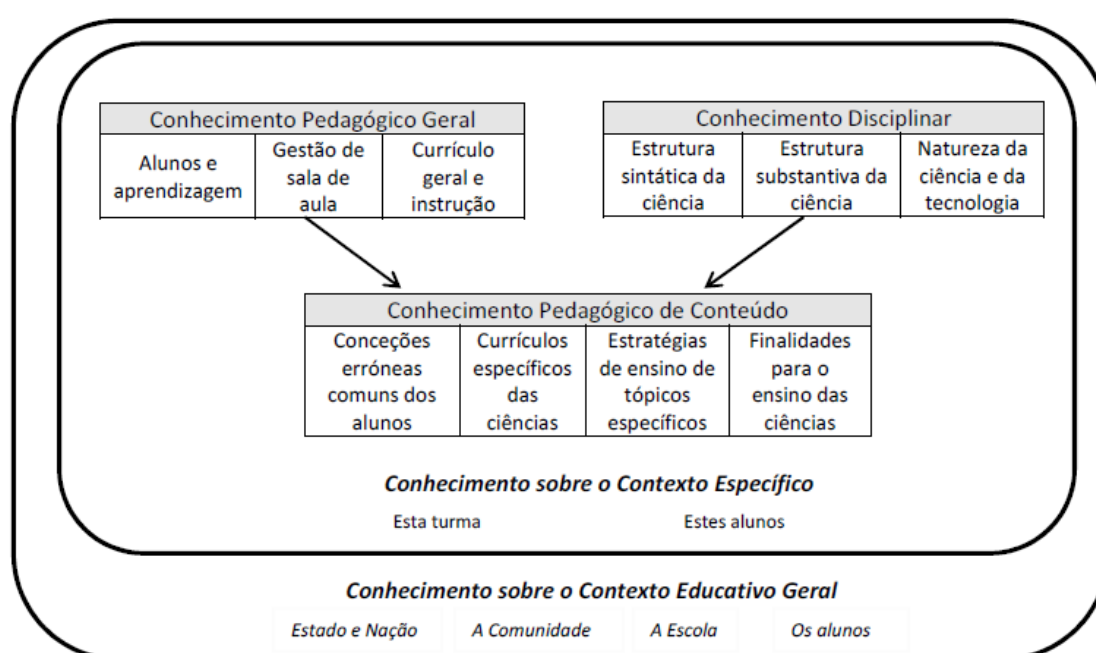 Conhecimento Pedagógico Geral
Alunos e
aprendizagem
Gestão de
sala de
aula
Currículo
geral e
instrução
Conhecimento Disciplinar
Estrutura
sintática da
ciência
Estrutura
substantiva da
ciência
Natureza da
ciência e da
tecnologia
Conhecimento Pedagógico de Conteúdo
Conceções
erróneas
comuns dos
alunos
Currículos
específicos
das
ciências
Estratégias
de ensino de
tópicos
específicos
Finalidades
para o
ensino das
ciências
Conhecimento sobre o Contexto Específico
Esta turma
Estes alunos
Conhecimento sobre o Contexto Educativo Geral
Estado e Nação
A Comunidade
A Escola
Os alunos